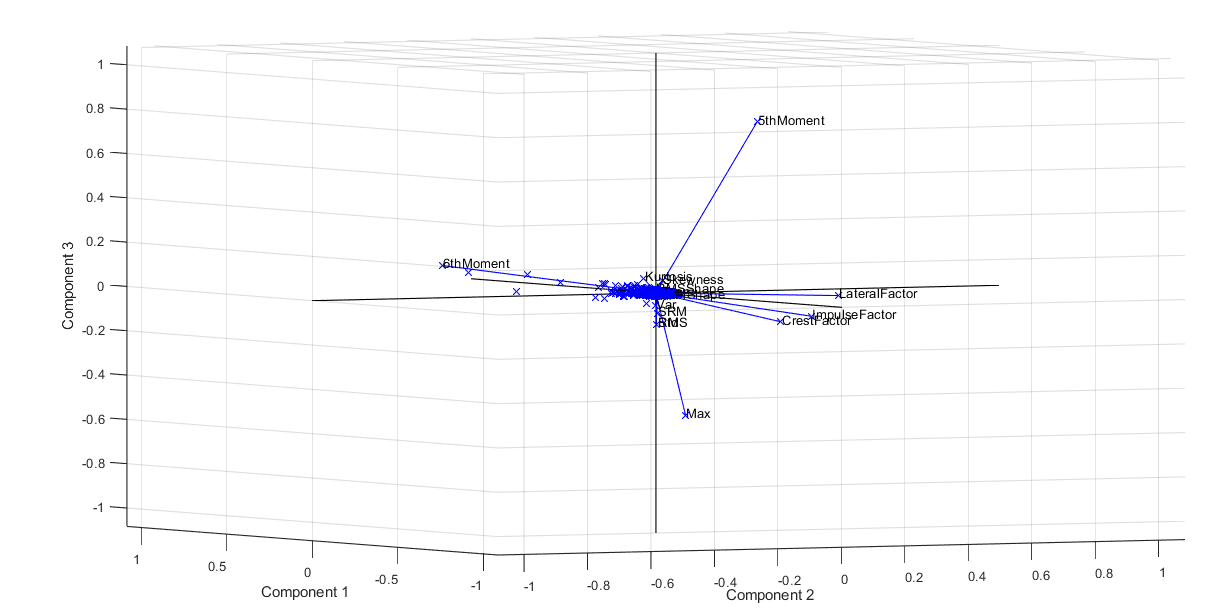 1
0.8
0.6
0.4
0.2
0
-0.2
-0.4
-0.6
-0.8
-1
Component 3
5thMoment
6thMoment
Kurtosis
Skewness
LateralFactor
ImpulseFactor
CrestFactor
Var
SRM
RMS
Max
1
0.5
0
-0.5
-1
Component 1
-1
-0.8
-0.6
-0.4
-0.2
0
0.2
0.4
0.6
0.8
1
Component 2